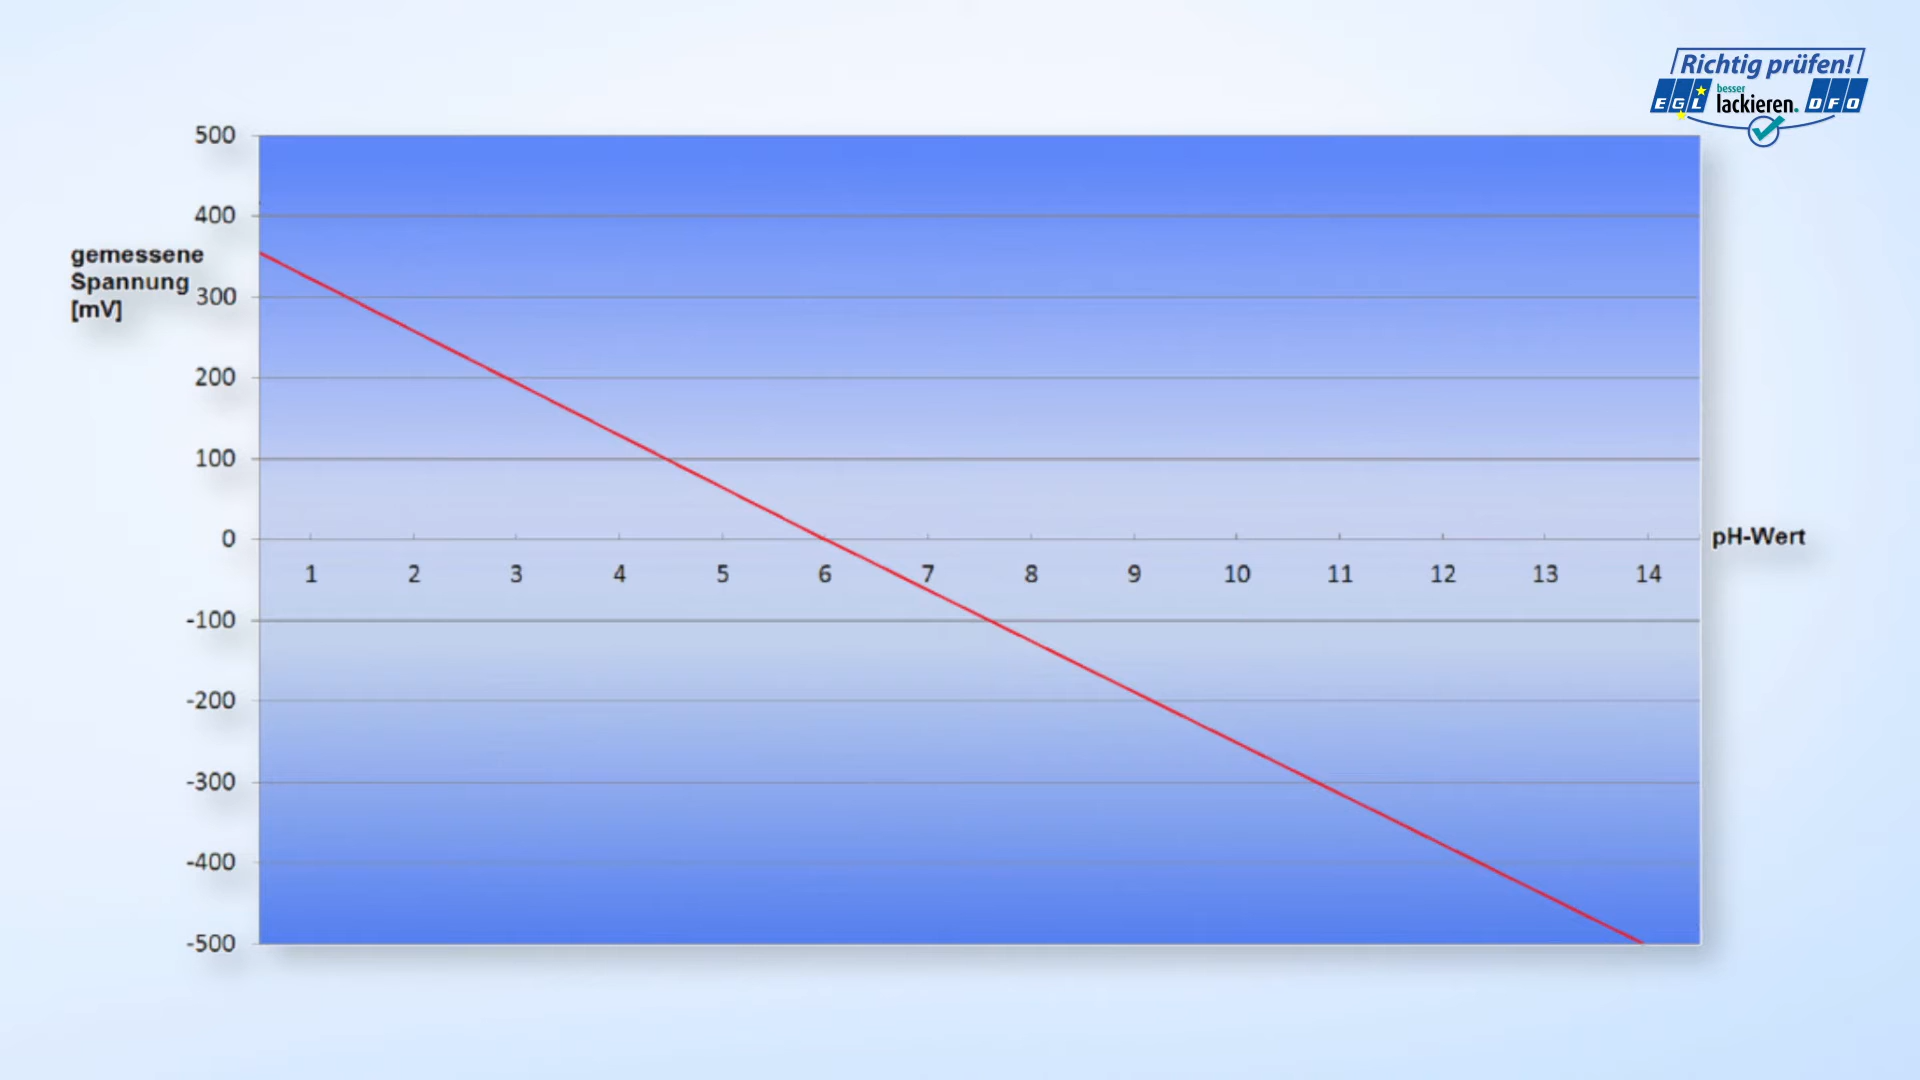 Richtig prüfen!
EGL besser lackieren. DFO
500
400
gemessene
Spannung
[mV]
300
200
100
0
pH-Wert
1 2 3 4 5 6 7 8 9 10 11 12 13 14
-100
-200
-300
-400
-500